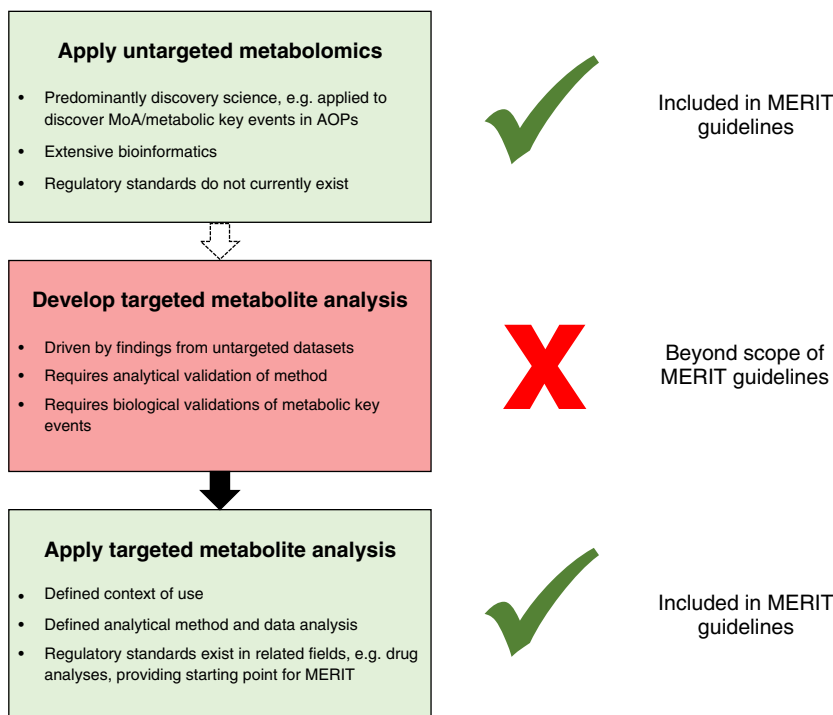 Apply untargeted metabolomics
• Predominantly discovery science, e.g. applied to
discover MoA/metabolic key events in AOPs
• Extensive bioinformatics
• Regulatory standards do not currently exist
Included in MERIT
guidelines
Develop targeted metabolite analysis
• Driven by findings from untargeted datasets
• Requires analytical validation of method
• Requires biological validations of metabolic key
events
X
Beyond scope of
MERIT guidelines
Apply targeted metabolite analysis
• Defined context of use
• Defined analytical method and data analysis
• Regulatory standards exist in related fields, e.g. drug
analyses, providing starting point for MERIT
Included in MERIT
guidelines